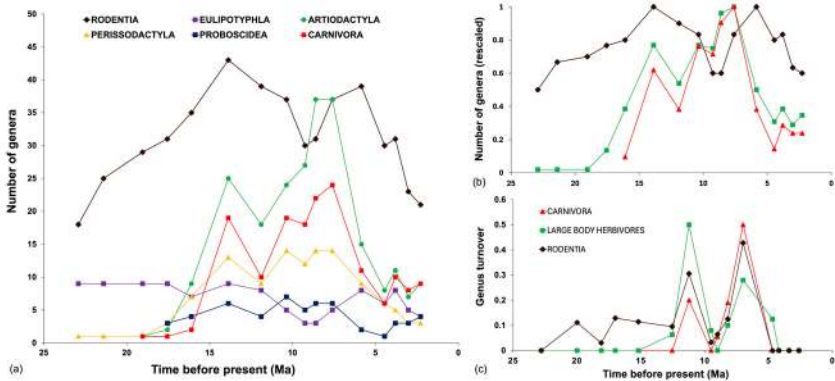 RODENTIA EULIPOTYPHLA ARTIODACTYLA
PERISSODACTYLA PROBOSCIDEA CARNIVORA
Number of genera
50
45
40
35
30
25
20
15
10
5
0
25 20 15 10 5 0
(a) Time before present (Ma)
Number of genera (rescaled)
1
0.8
0.6
0.4
0.2
0
25 20 15 10 5 0
(b)
CARNIVORA
LARGE BODY HERBIVORES
RODENTIA
Genus turnover
0.6
0.5
0.4
0.3
0.2
0.1
0
25 20 15 10 5 0
(c) Time before present (Ma)